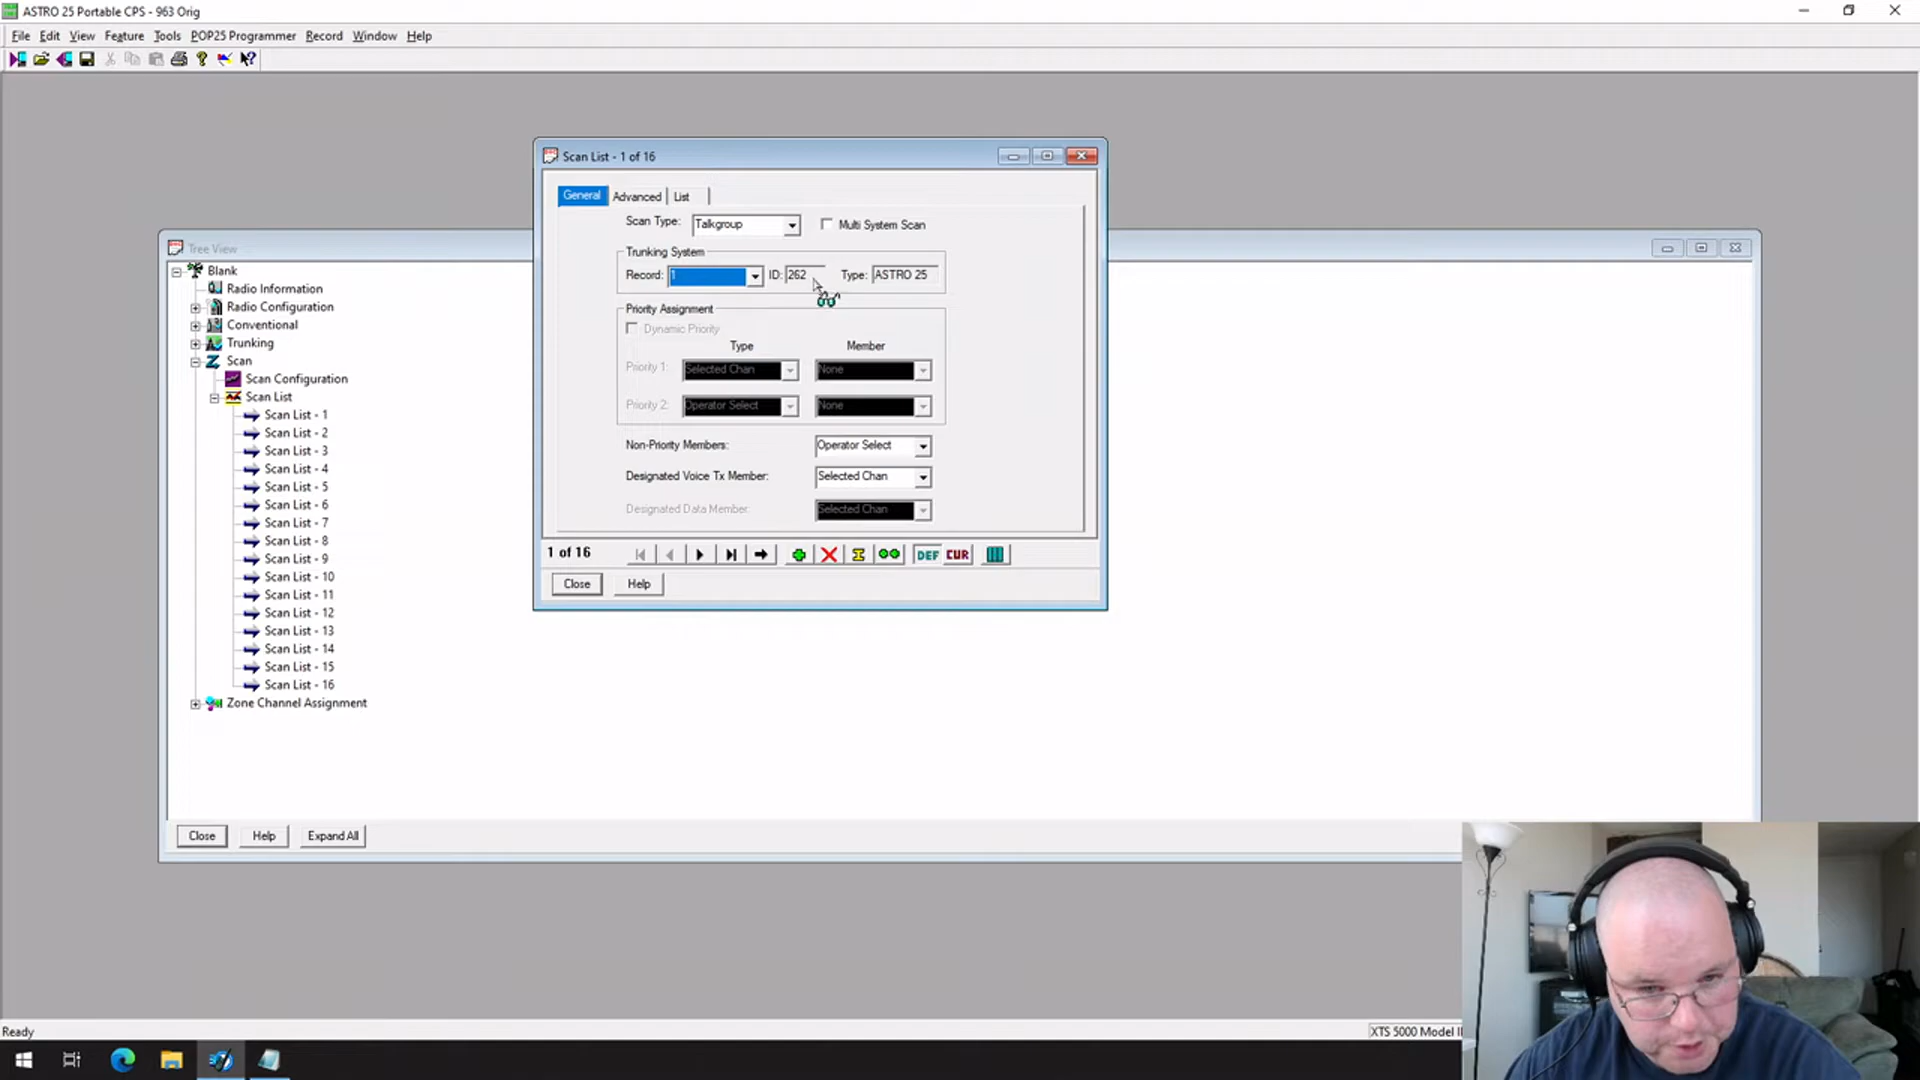 ASTRO 25 Portable CPS - 963 Orig
File Edit View Feature Tools POP25 Programmer Record Window Help
Scan List - 1 of 16
General Advanced List
Scan Type: Talkgroup Multi System Scan
Trunking System
Record: 1 ID: 262 Type: ASTRO 25
Priority Assignment
Dynamic Priority
Type Member
Priority 1: Selected Chan None
Priority 2: Operator Select None
Non-Priority Members: Operator Select
Designated Voice Tx Member: Selected Chan
Designated Data Member: Selected Chan
1 of 16 DEF CUR
Close Help
Tree View
Blank
Radio Information
Radio Configuration
Conventional
Trunking
Scan
Scan Configuration
Scan List
Scan List - 1
Scan List - 2
Scan List - 3
Scan List - 4
Scan List - 5
Scan List - 6
Scan List - 7
Scan List - 8
Scan List - 9
Scan List - 10
Scan List - 11
Scan List - 12
Scan List - 13
Scan List - 14
Scan List - 15
Scan List - 16
Zone Channel Assignment
Close Help Expand All
Ready XTS 5000 Model